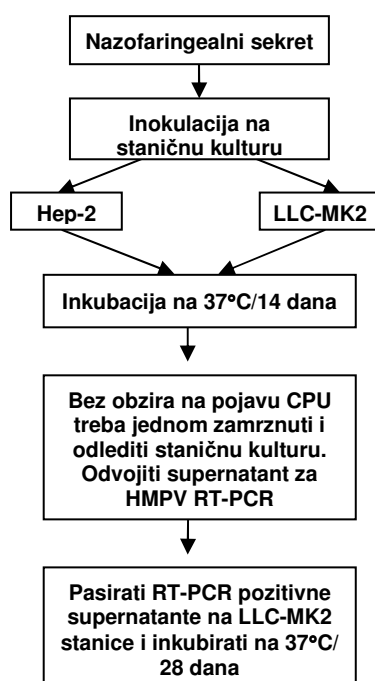 Nazofaringealni sekret
Inokulacija na
staničnu kulturu
Hep-2
LLC-MK2
Inkubacija na 37°C/14 dana
Bez obzira na pojavu CPU
treba jednom zamrznuti i
odlediti staničnu kulturu.
Odvojiti supernatant za
HMPV RT-PCR
Pasirati RT-PCR pozitivne
supernatante na LLC-MK2
stanice i inkubirati na 37°C/
28 dana